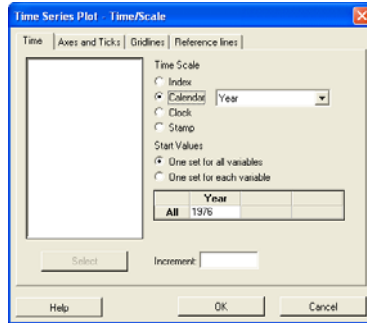 Time Series Plot - Time/Scale
Time Axes and Ticks Gridlines Reference lines
Time Scale
Index
Calendar Year
Clock
Stamp
Start Values
One set for all variables
One set for each variable
Year
All 1976
Select Increment:
Help OK Cancel